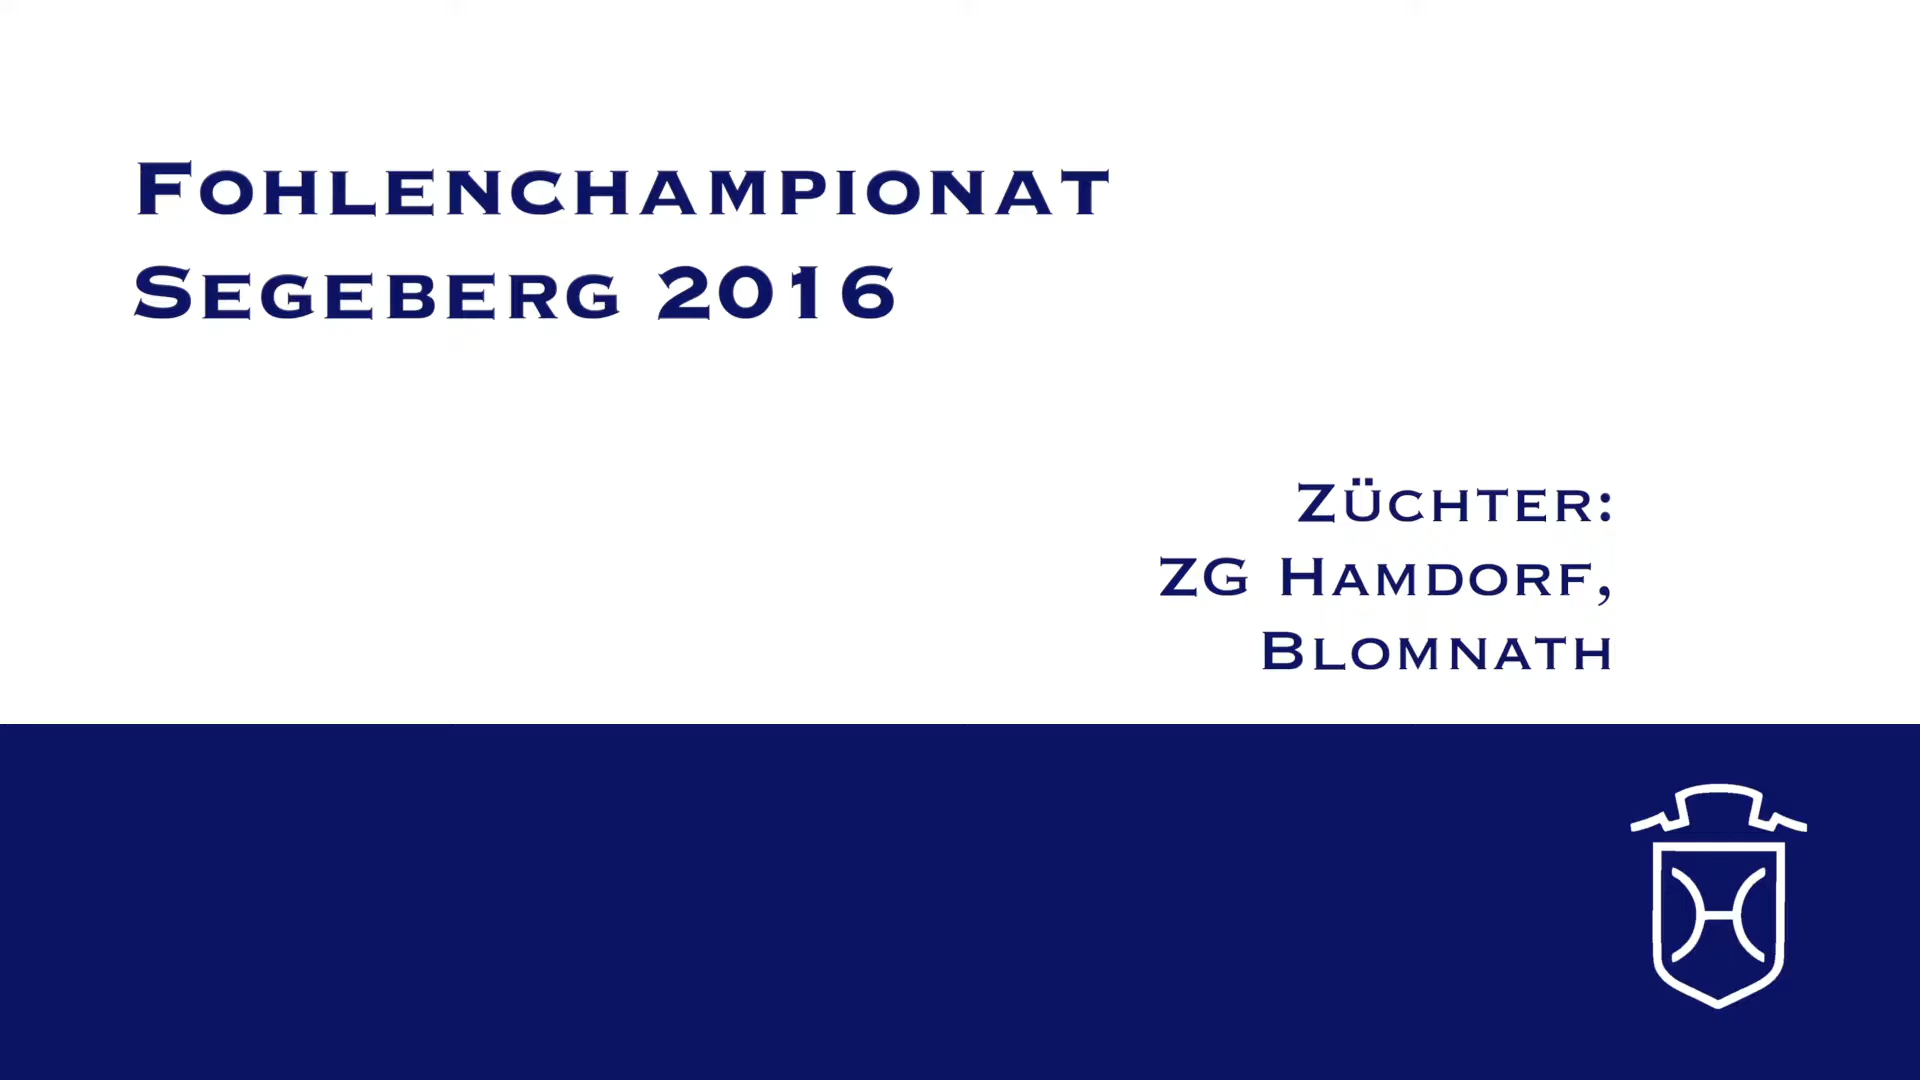 Fohlenchampionat
Segeberg 2016
Züchter:
ZG Hamdorf,
Blomnath